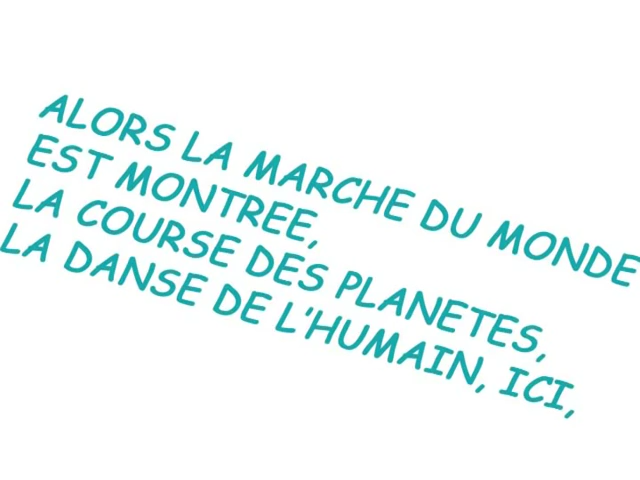 ALORS LA MARCHE DU MONDE
EST MONTREE,
LA COURSE DES PLANETES,
LA DANSE DE L'HUMAIN, ICI,